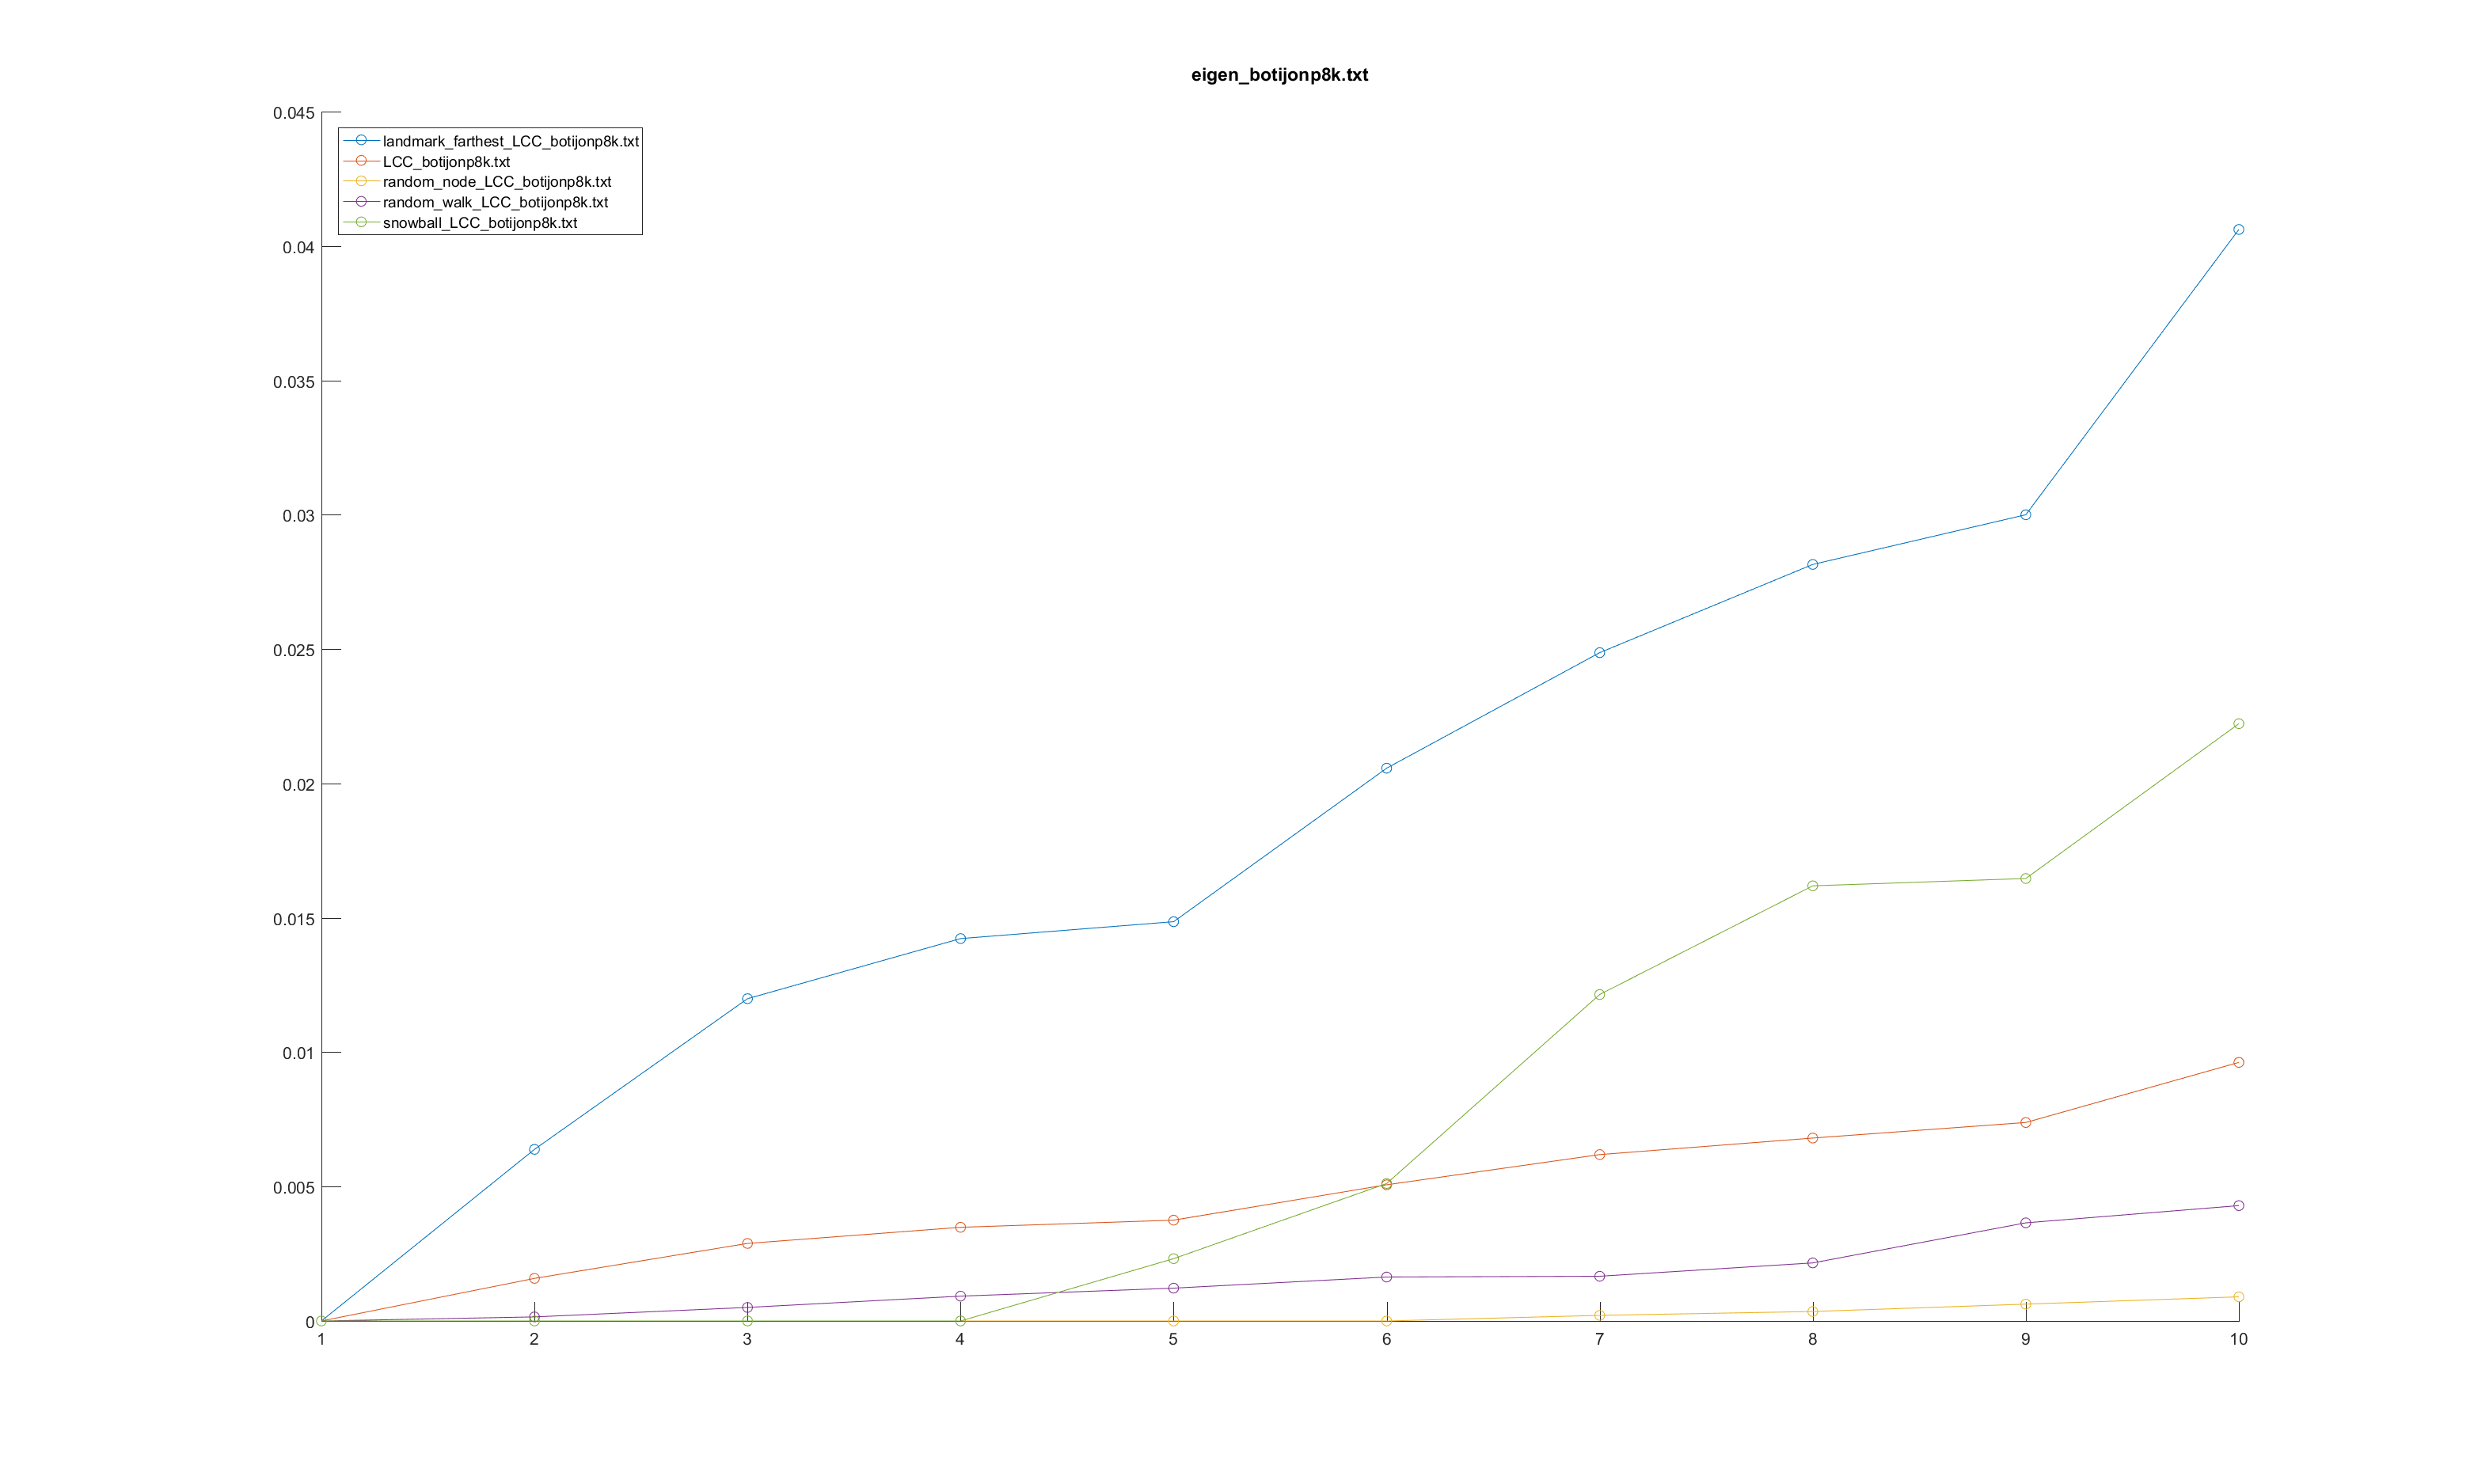 eigen_botijonp8k.txt
0.045
landmark_farthest_LCC_botijonp8k.txt
LCC_botijonp8k.txt
random_node_LCC_botijonp8k.txt
random_walk_LCC_botijonp8k.txt
snowball_LCC_botijonp8k.txt
0.04
0.035
0.03
0.025
0.02
0.015
0.01
0.005
0
1 2 3 4 5 6 7 8 9 10